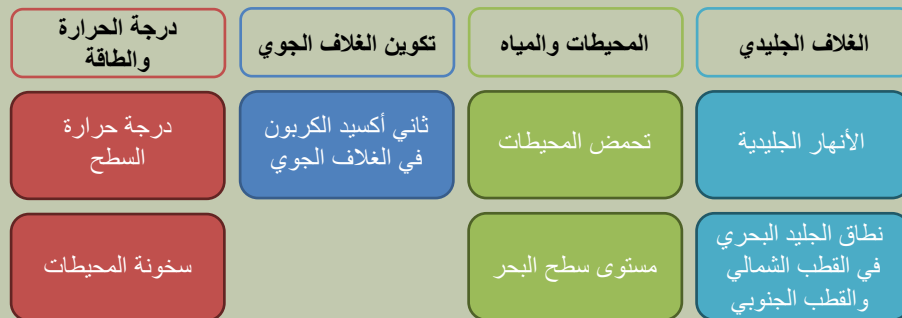 الغلاف الجليدي
المحيطات والمياه
تكوين الغلاف الجوي
درجة الحرارة
والطاقة
الأنهار الجليدية
تحمض المحيطات
ثاني أكسيد الكربون
في الغلاف الجوي
درجة حرارة
السطح
نطاق الجليد البحري
في القطب الشمالي
والقطب الجنوبي
مستوى سطح البحر
سخونة المحيطات